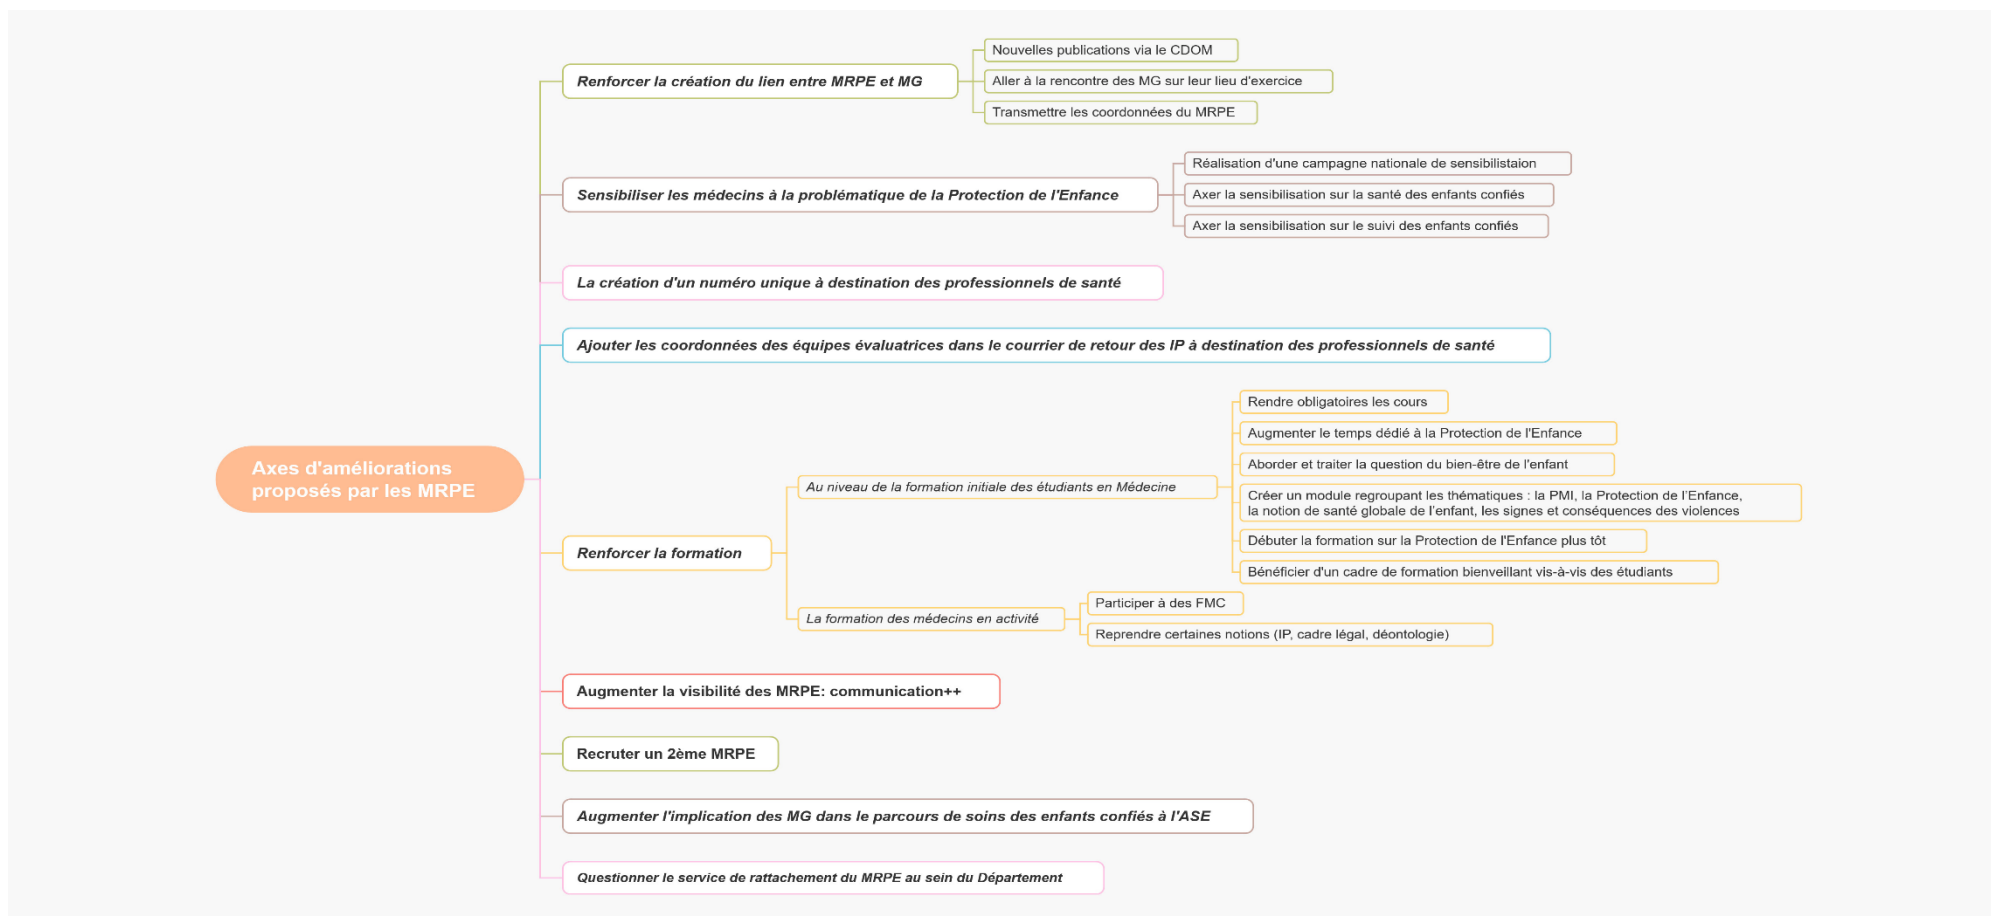 Axes d'améliorations
proposés par les MRPE
Renforcer la création du lien entre MRPE et MG
Nouvelles publications via le CDOM
Aller à la rencontre des MG sur leur lieu d'exercice
Transmettre les coordonnées du MRPE
Sensibiliser les médecins à la problématique de la Protection de l'Enfance
Réalisation d'une campagne nationale de sensibilistaion
Axer la sensibilisation sur la santé des enfants confiés
Axer la sensibilisation sur le suivi des enfants confiés
La création d'un numéro unique à destination des professionnels de santé
Ajouter les coordonnées des équipes évaluatrices dans le courrier de retour des IP à destination des professionnels de santé
Renforcer la formation
Au niveau de la formation initiale des étudiants en Médecine
Rendre obligatoires les cours
Augmenter le temps dédié à la Protection de l'Enfance
Aborder et traiter la question du bien-être de l'enfant
Créer un module regroupant les thématiques : la PMI, la Protection de l'Enfance,
la notion de santé globale de l'enfant, les signes et conséquences des violences
Débuter la formation sur la Protection de l'Enfance plus tôt
Bénéficier d'un cadre de formation bienveillant vis-à-vis des étudiants
La formation des médecins en activité
Participer à des FMC
Reprendre certaines notions (IP, cadre légal, déontologie)
Augmenter la visibilité des MRPE: communication++
Recruter un 2ème MRPE
Augmenter l'implication des MG dans le parcours de soins des enfants confiés à l'ASE
Questionner le service de rattachement du MRPE au sein du Département